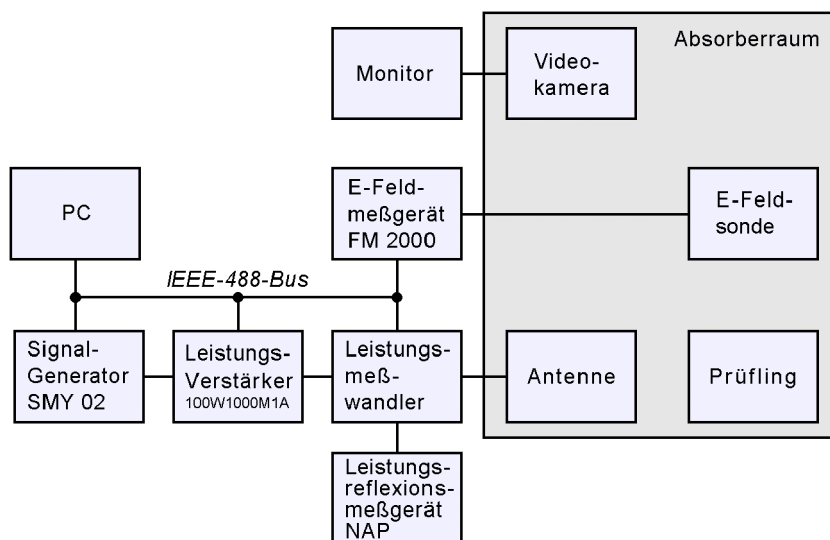 Absorberraum
Monitor
Video-
kamera
PC
E-Feld-
meßgerät
FM 2000
E-Feld-
sonde
IEEE-488-Bus
Signal-
Generator
SMY 02
Leistungs-
Verstärker
100W1000M1A
Leistungs-
meß-
wandler
Antenne
Prüfling
Leistungs-
reflexions-
meßgerät
NAP